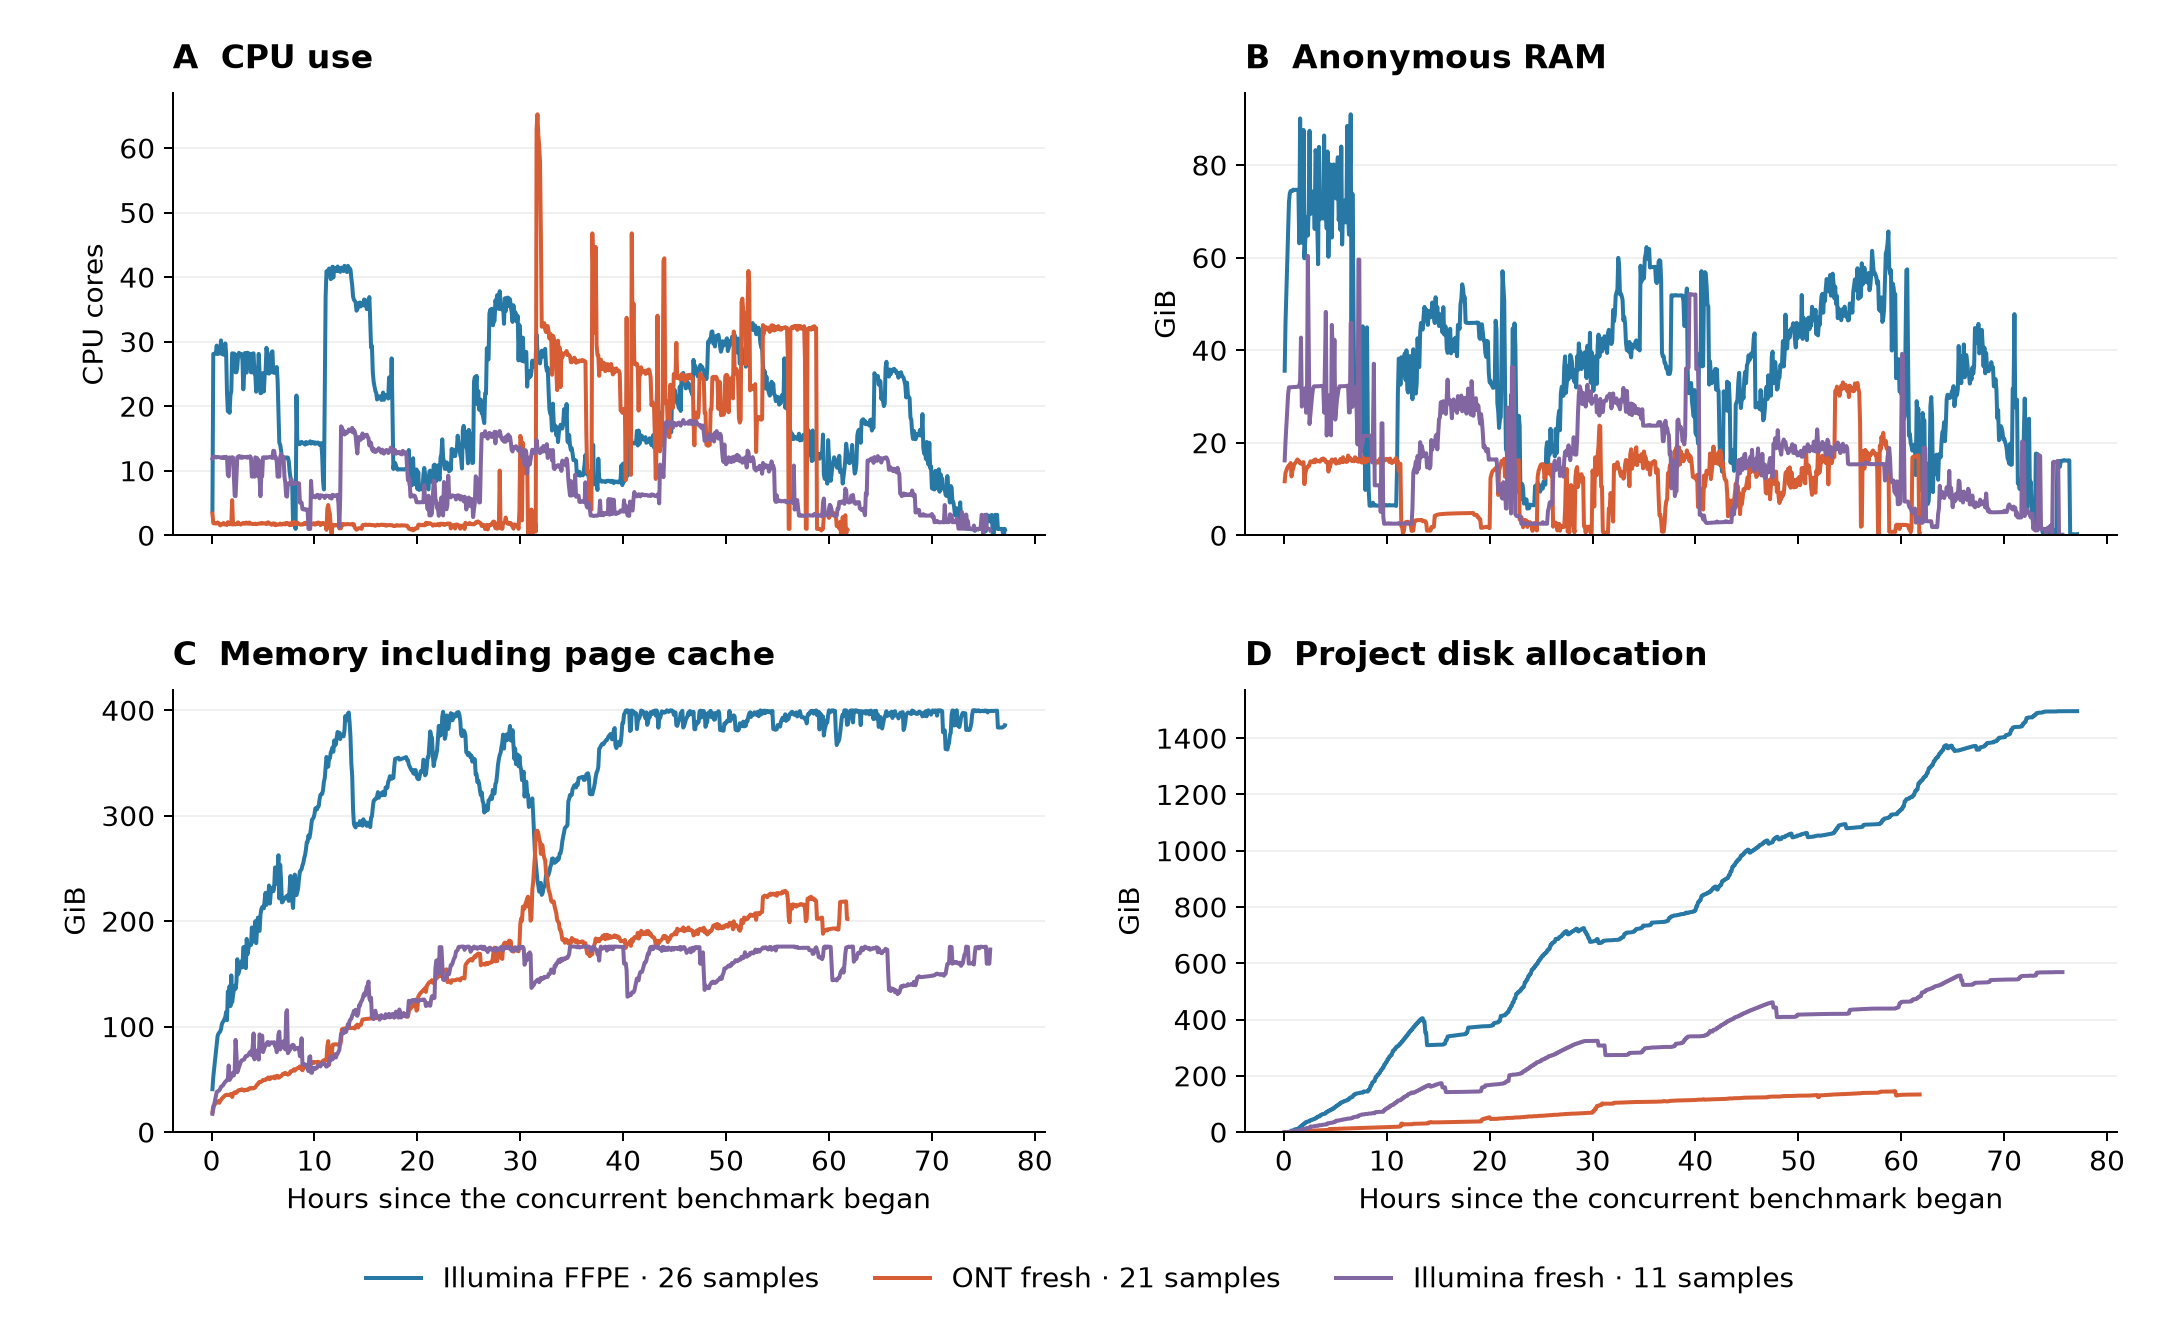 A CPU use
CPU cores
60
50
40
30
20
10
0
B Anonymous RAM
GiB
80
60
40
20
0
C Memory including page cache
GiB
400
300
200
100
0
0 10 20 30 40 50 60 70 80
Hours since the concurrent benchmark began
D Project disk allocation
GiB
1400
1200
1000
800
600
400
200
0
0 10 20 30 40 50 60 70 80
Hours since the concurrent benchmark began
Illumina FFPE · 26 samples ONT fresh · 21 samples Illumina fresh · 11 samples